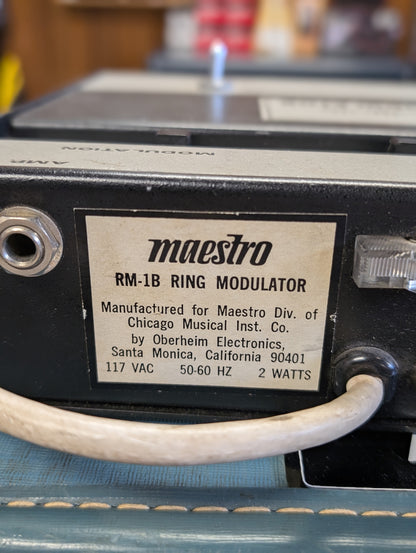 MODULATION
AMP
maestro
RM-1B RING MODULATOR
Manufactured for Maestro Div. of
Chicago Musical Inst. Co.
by Oberheim Electronics,
Santa Monica, California 90401
117 VAC 50-60 HZ 2 WATTS